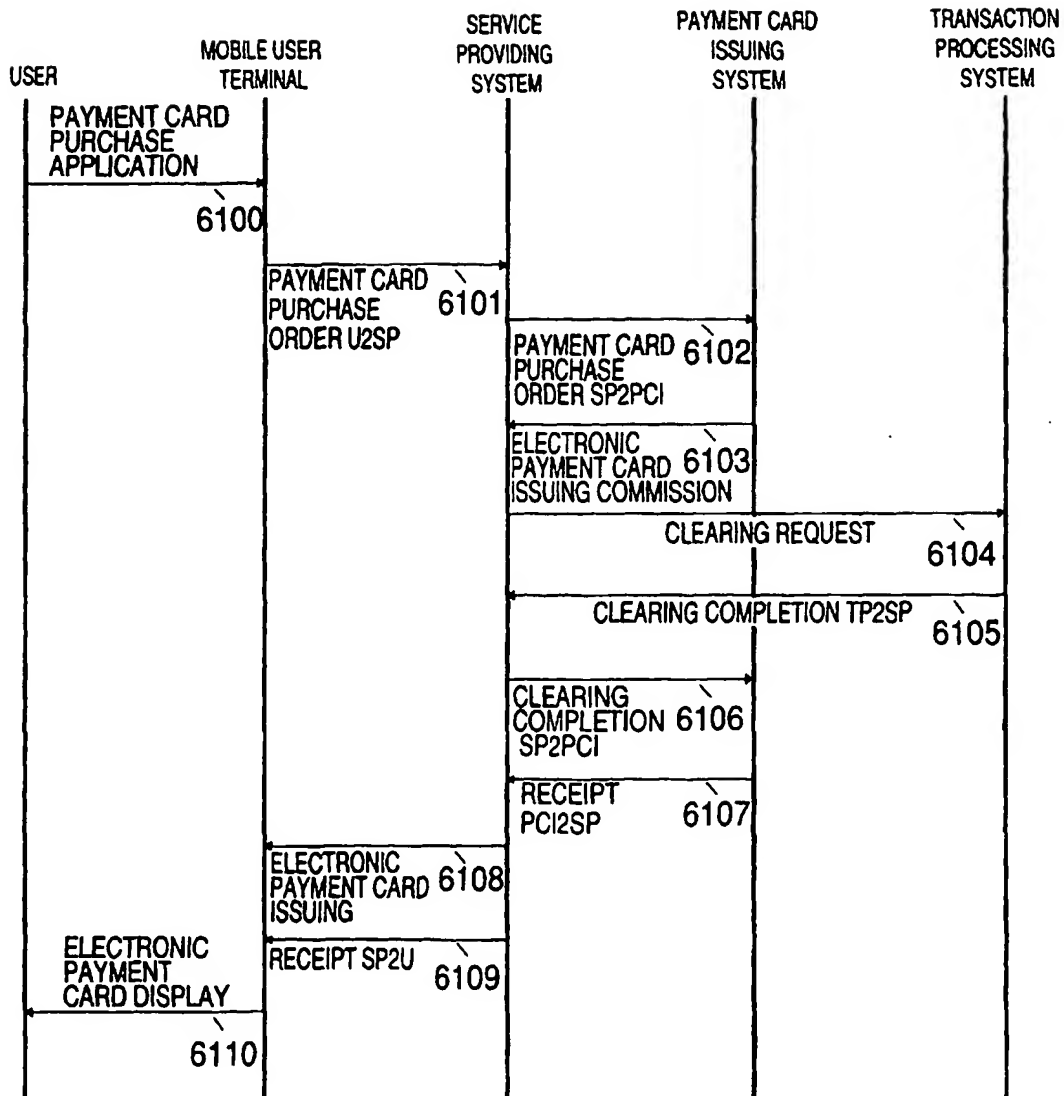 USER
MOBILE USER
TERMINAL
SERVICE
PROVIDING
SYSTEM
PAYMENT CARD
ISSUING
SYSTEM
TRANSACTION
PROCESSING
SYSTEM
PAYMENT CARD
PURCHASE
APPLICATION
6100
PAYMENT CARD
PURCHASE
ORDER U2SP
6101
PAYMENT CARD
PURCHASE
ORDER SP2PCI
6102
ELECTRONIC
PAYMENT CARD
ISSUING COMMISSION
6103
CLEARING REQUEST
6104
CLEARING COMPLETION TP2SP
6105
CLEARING
COMPLETION
SP2PCI
6106
RECEIPT
PCI2SP
6107
ELECTRONIC
PAYMENT CARD
ISSUING
6108
RECEIPT SP2U
6109
ELECTRONIC
PAYMENT
CARD DISPLAY
6110